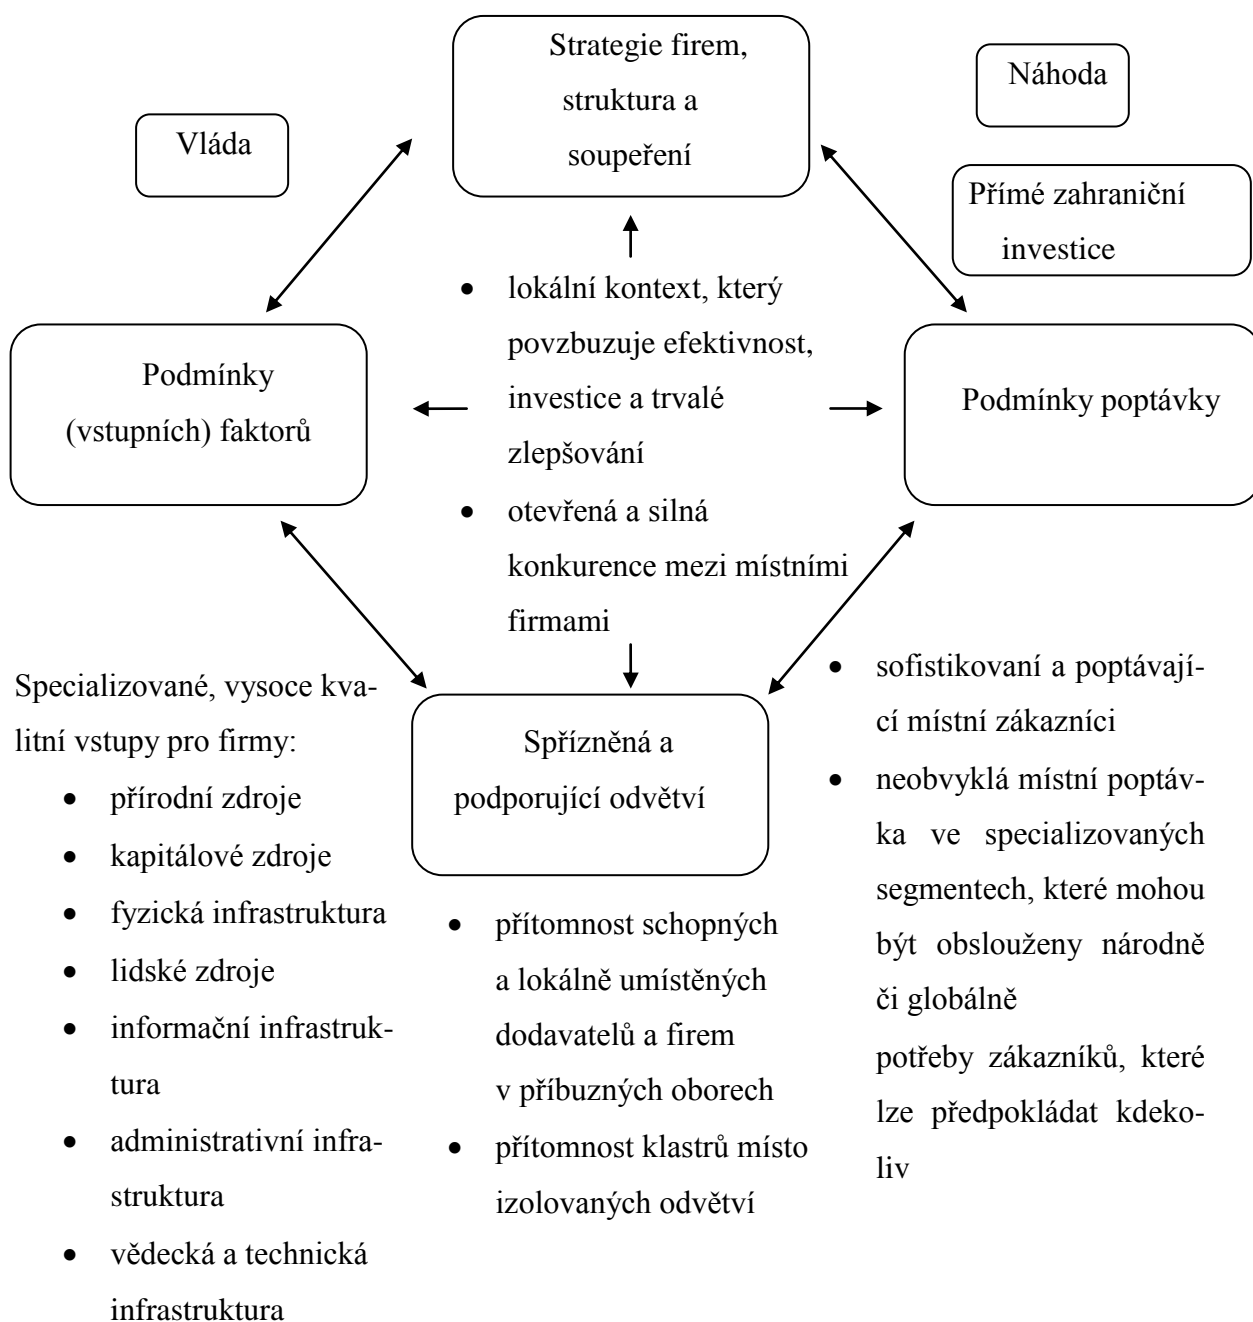 Strategie firem,
struktura a
soupeření
Náhoda
Vláda
Přímé zahraniční
investice
• lokální kontext, který
povzbuzuje efektivnost,
investice a trvalé
zlepšování
• otevřená a silná
konkurence mezi místními
firmami
Podmínky
(vstupních) faktorů
Podmínky poptávky
Specializované, vysoce kva-
litní vstupy pro firmy:
• přírodní zdroje
• kapitálové zdroje
• fyzická infrastruktura
• lidské zdroje
• informační infrastruk-
tura
• administrativní infra-
struktura
• vědecká a technická
infrastruktura
Spřízněná a
podporující odvětví
• přítomnost schopných
a lokálně umístěných
dodavatelů a firem
v příbuzných oborech
• přítomnost klastrů místo
izolovaných odvětví
• sofistikovaní a poptávají-
cí místní zákazníci
• neobvyklá místní poptáv-
ka ve specializovaných
segmentech, které mohou
být obslouženy národně
či globálně
potřeby zákazníků, které
lze předpokládat kdeko-
liv